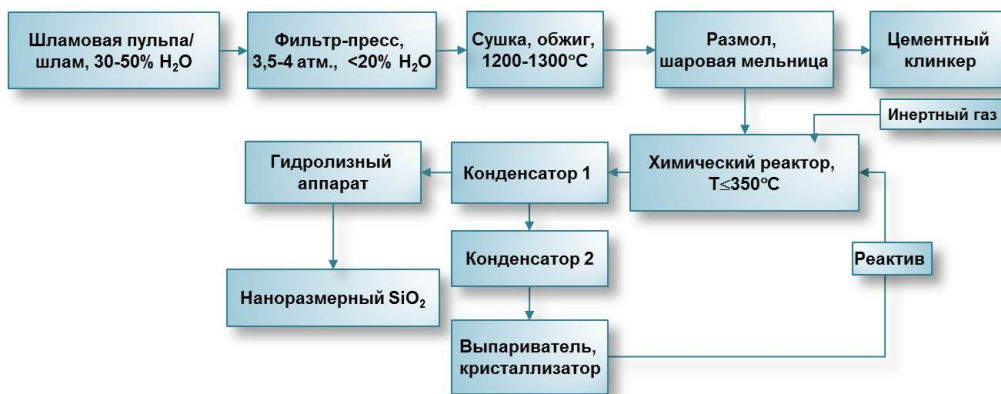 Шламовая пульпа/
шлам, 30-50% H₂O
Фильтр-пресс,
3,5-4 атм., <20% H₂O
Сушка, обжиг,
1200-1300°C
Размол,
шаровая мельница
Цементный
клинкер
Инертный газ
Гидролизный
аппарат
Конденсатор 1
Химический реактор,
T≤350°C
Конденсатор 2
Реактив
Наноразмерный SiO₂
Выпариватель,
кристаллизатор